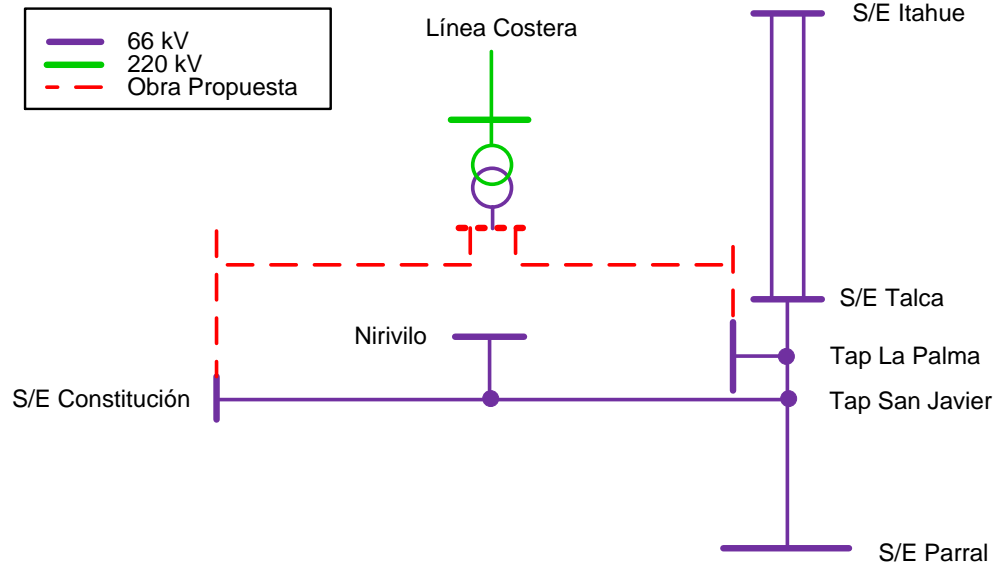 66 kV
220 kV
Obra Propuesta
Línea Costera
S/E Itahue
S/E Talca
Nirivilo
Tap La Palma
S/E Constitución
Tap San Javier
S/E Parral